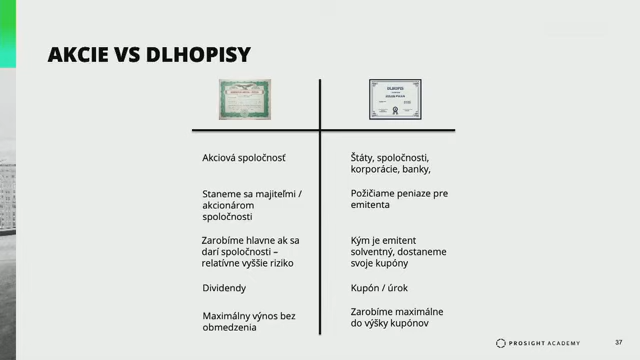 AKCIE VS DLHOPISY
DLHOPIS
Akciová spoločnosť
Štáty, spoločnosti,
korporácie, banky,
Staneme sa majiteľmi /
akcionárom
spoločnosti
Požičiame peniaze pre
emitenta
Zarobíme hlavne ak sa
darí spoločnosti –
relatívne vyššie riziko
Kým je emitent
solventný, dostaneme
svoje kupóny
Dividendy
Kupón / úrok
Maximálny výnos bez
obmedzenia
Zarobíme maximálne
do výšky kupónov
PROSIGHT ACADEMY
37